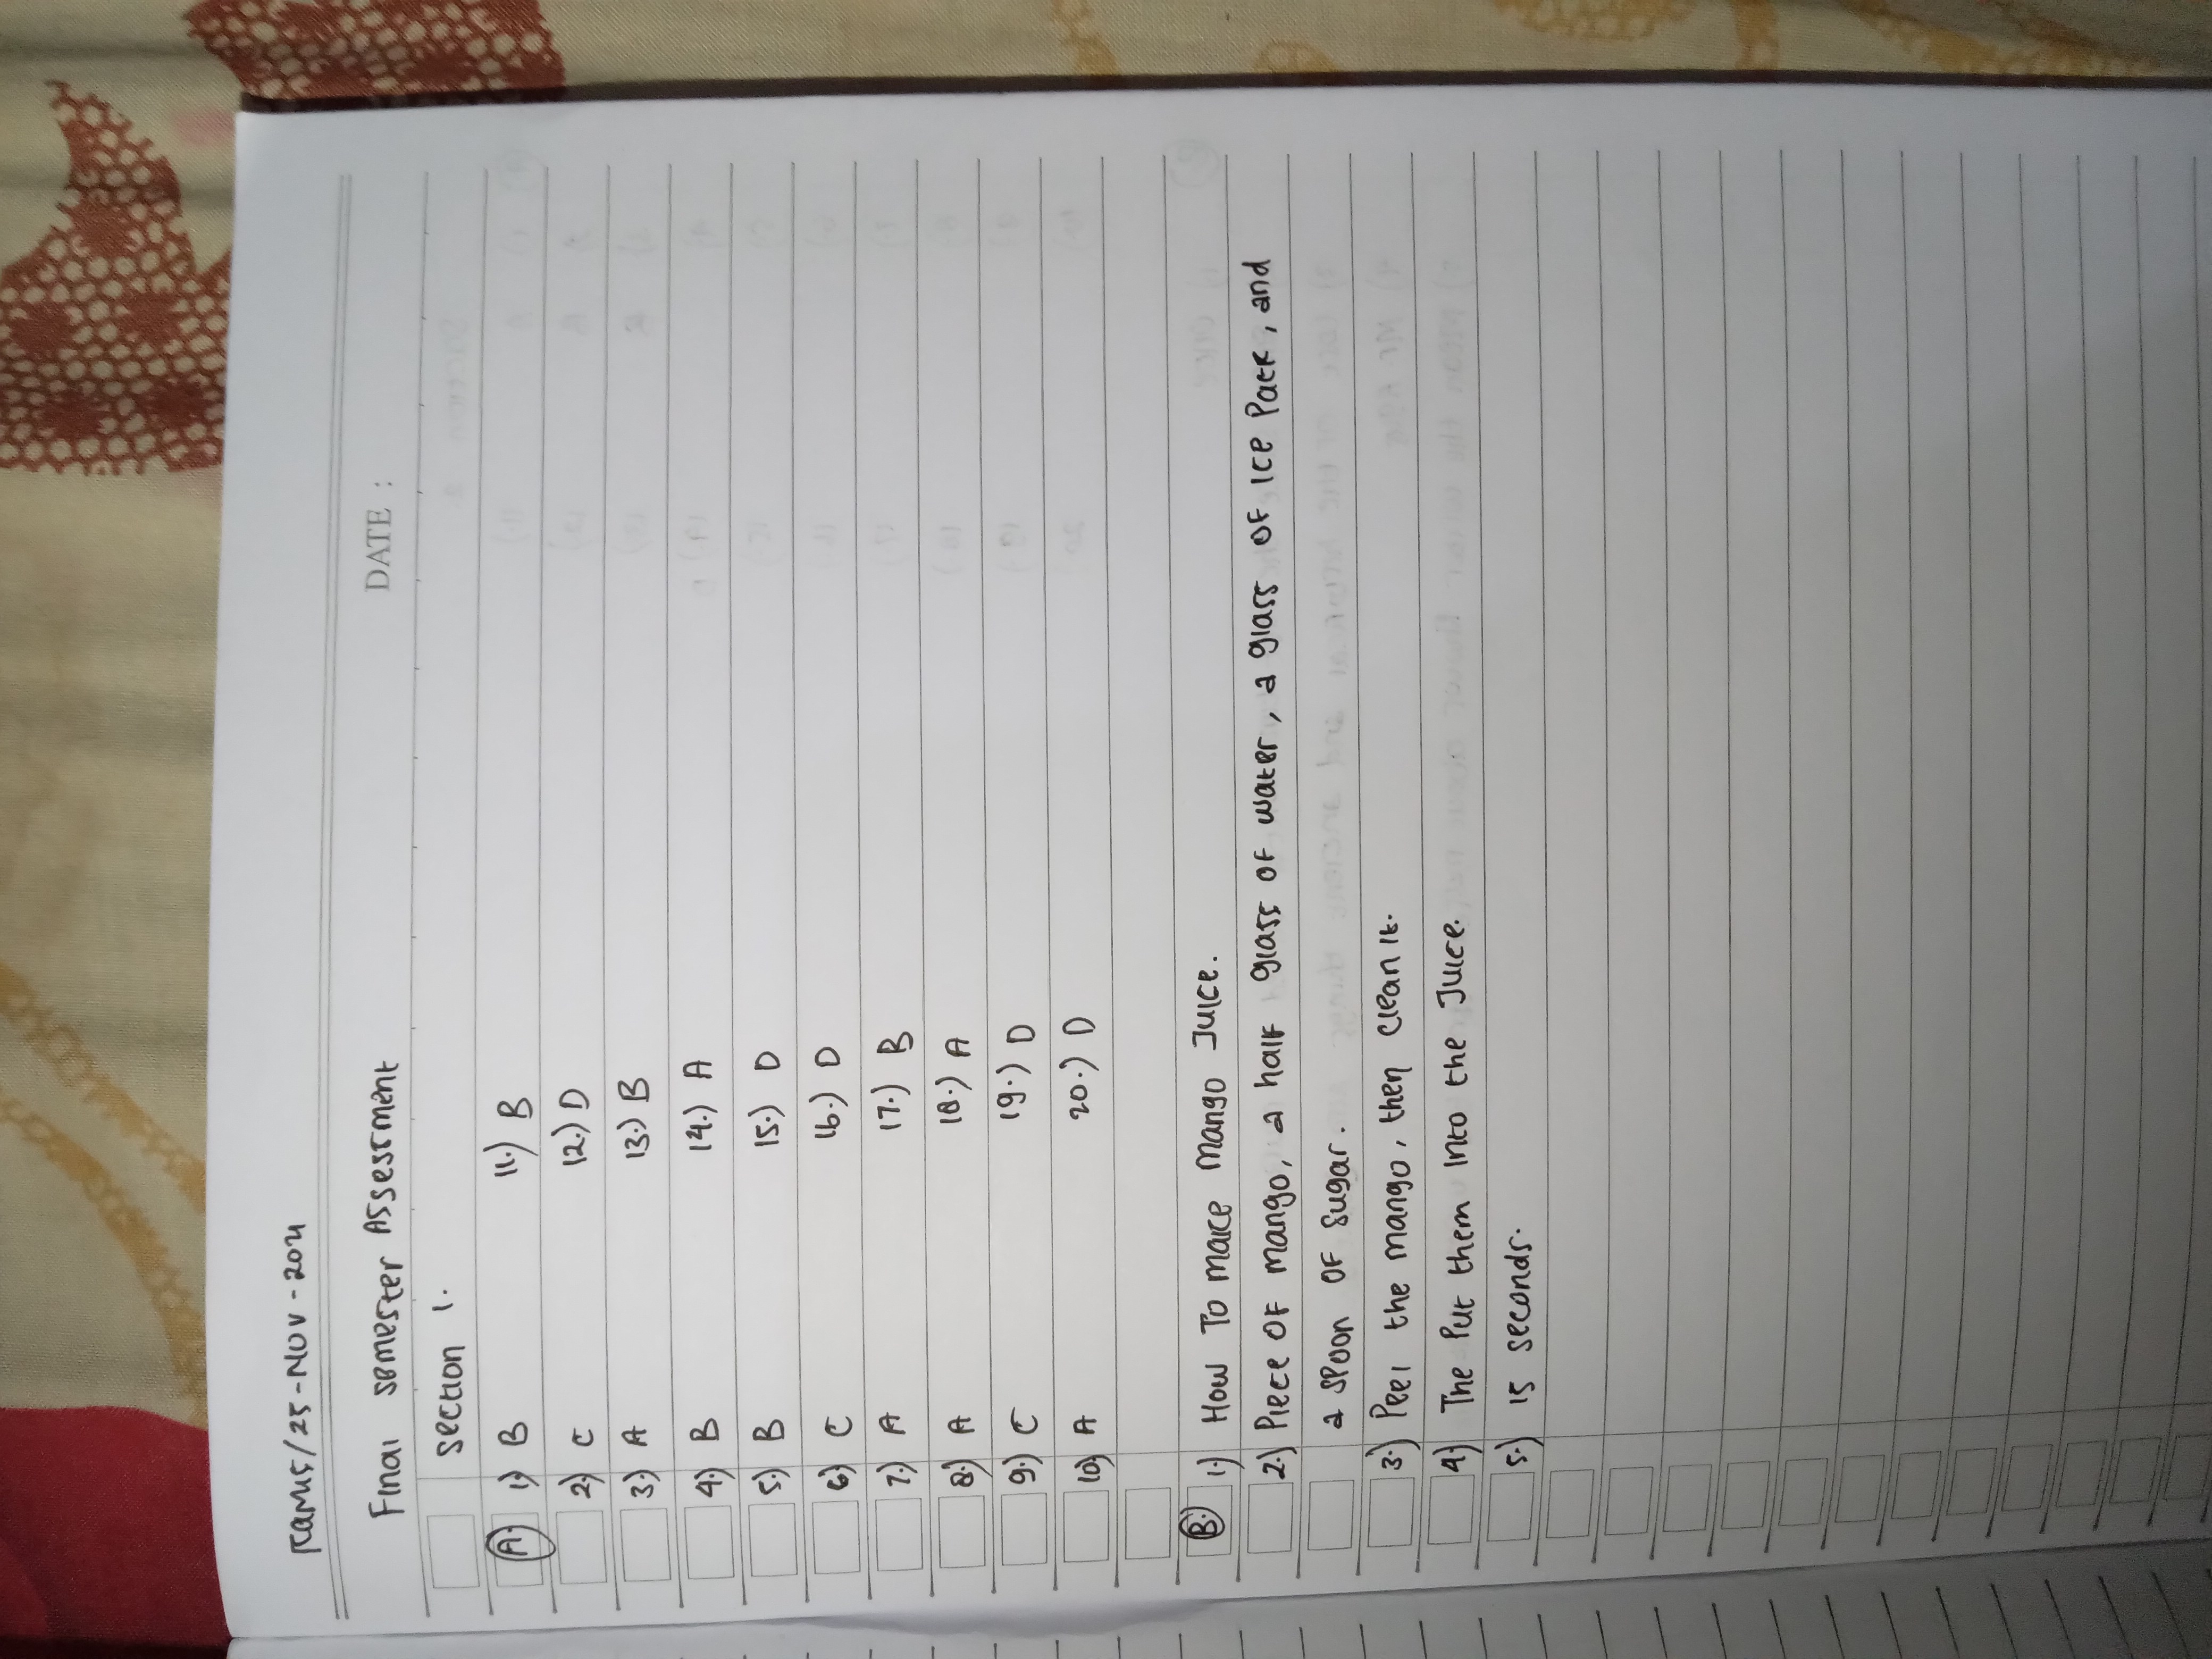 Kamis/25-Nov-2024
Final semester Assessment
DATE :
Section 1.
A. 1.) B 11.) B
2.) C 12.) D
3.) A 13.) B
4.) B 14.) A
5.) B 15.) D
6.) C 16.) D
7.) A 17.) B
8.) A 18.) A
9.) C 19.) D
10.) A 20.) D
B. 1.) How To make mango Juice.
2.) Piece of mango, a half glass of water, a glass of Ice Pack, and
a spoon of sugar.
3.) Peel the mango, then clean it.
4.) The Put them into the Juice.
5.) 15 seconds.